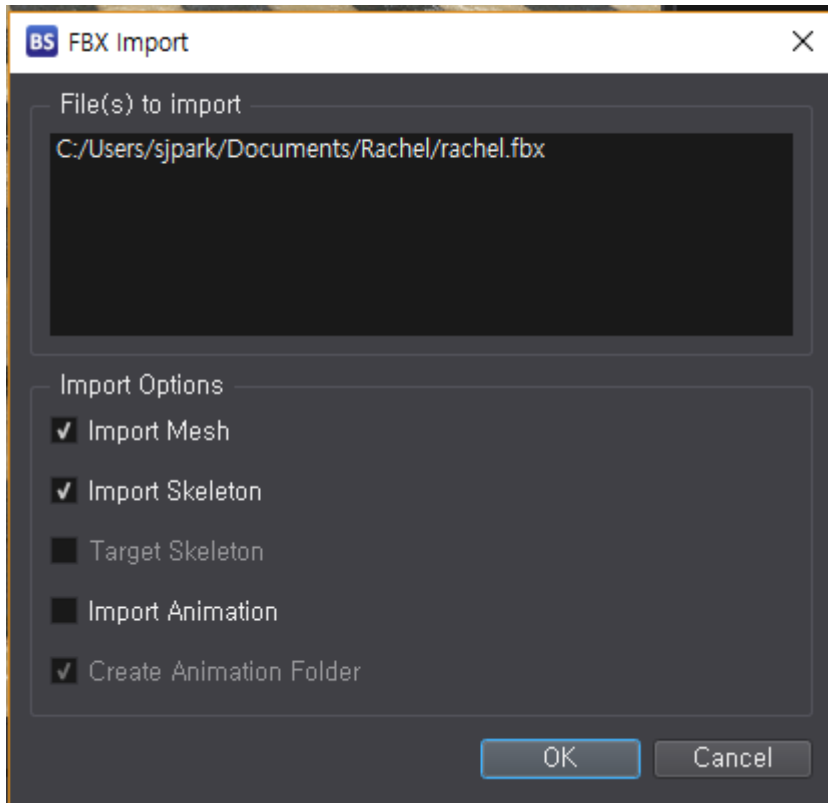 BS FBX Import
File(s) to import
C:/Users/sjpark/Documents/Rachel/rachel.fbx
Import Options
Import Mesh
Import Skeleton
Target Skeleton
Import Animation
Create Animation Folder
OK Cancel